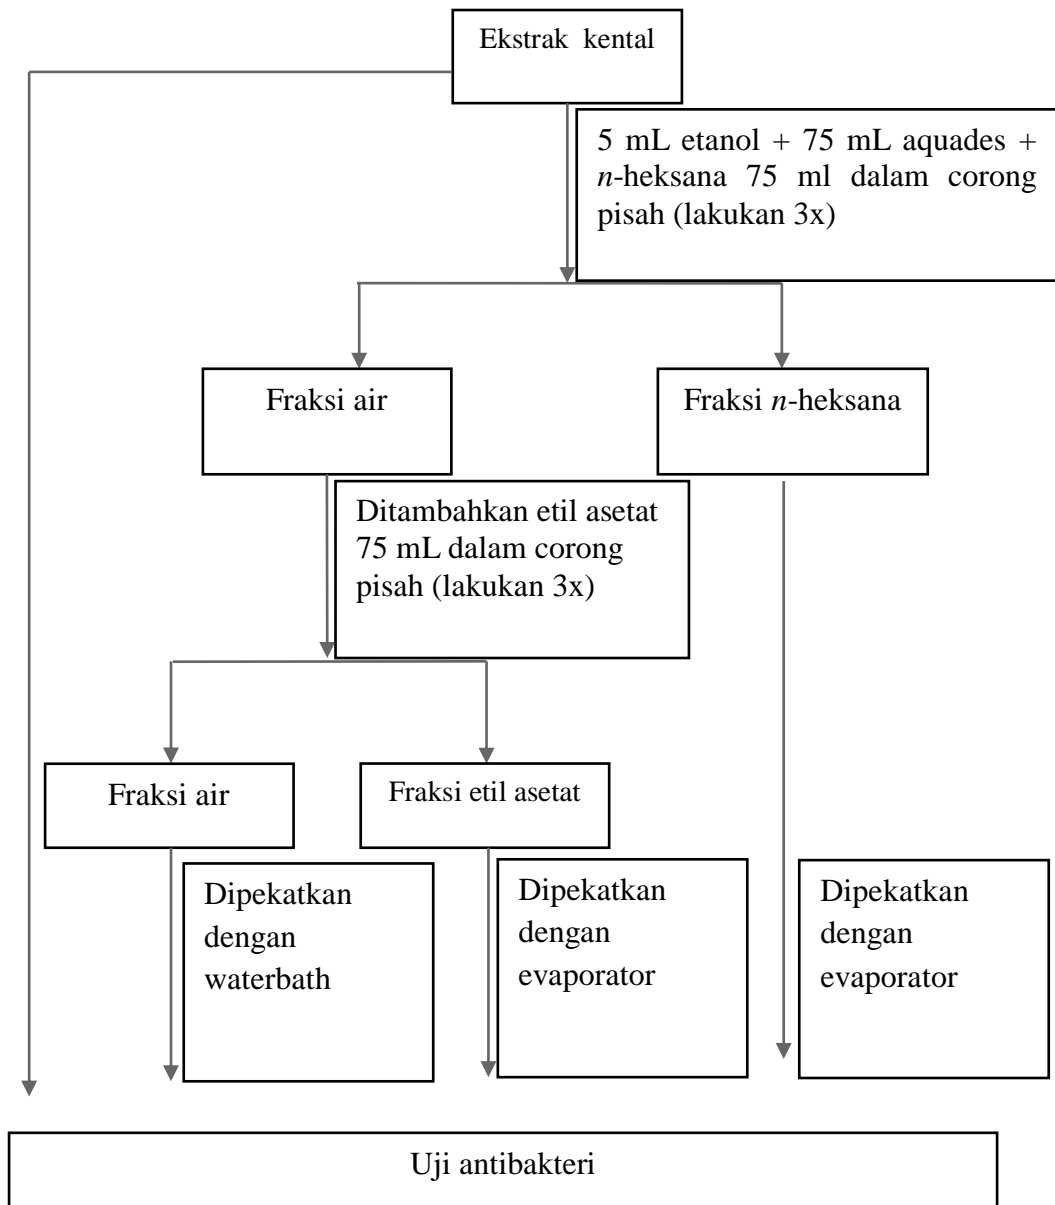 Ekstrak kental
5 mL etanol + 75 mL aquades +
n-heksana 75 ml dalam corong
pisah (lakukan 3x)
Fraksi air
Fraksi n-heksana
Ditambahkan etil asetat
75 mL dalam corong
pisah (lakukan 3x)
Fraksi air
Fraksi etil asetat
Dipekatkan
dengan
waterbath
Dipekatkan
dengan
evaporator
Dipekatkan
dengan
evaporator
Uji antibakteri